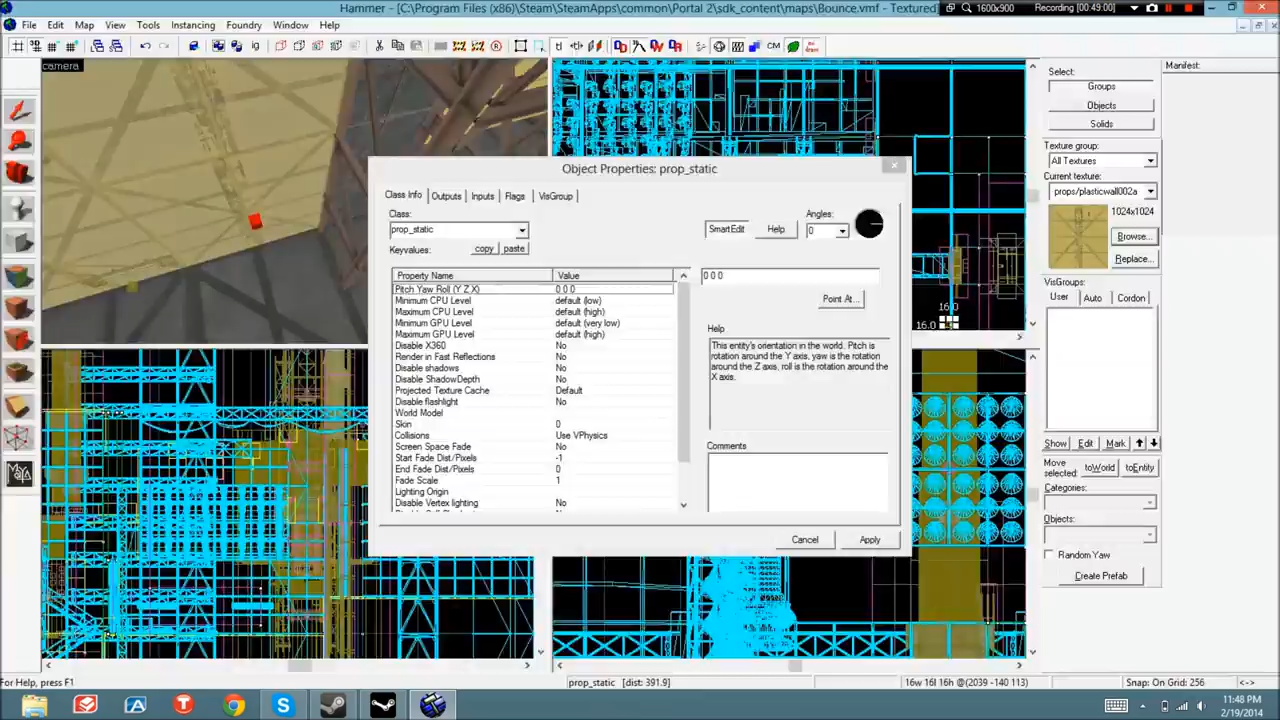 Hammer - [C:\Program Files (x86)\Steam\SteamApps\common\Portal 2\sdk_content\maps\Bounce.vmf - Textured]
1600x900
Recording [00:49:00]
File Edit Map View Tools Instancing Foundry Window Help
CM
camera
Select:
Groups
Objects
Solids
Texture group:
All Textures
Current texture:
props/plasticwall002a
1024x1024
Browse...
Replace...
VisGroups:
User Auto Cordon
Show Edit Mark
Move selected:
toWorld toEntity
Categories:
Objects:
Random Yaw
Create Prefab
Manifest:
16.0
16.0
Object Properties: prop_static
Class Info Outputs Inputs Flags VisGroup
Class:
prop_static
Keyvalues: copy paste
SmartEdit Help
Angles:
0
Property Name Value
Pitch Yaw Roll (Y Z X) 0 0 0
Minimum CPU Level default (low)
Maximum CPU Level default (high)
Minimum GPU Level default (very low)
Maximum GPU Level default (high)
Disable X360 No
Render in Fast Reflections No
Disable shadows No
Disable ShadowDepth No
Projected Texture Cache Default
Disable flashlight No
World Model
Skin 0
Collisions Use VPhysics
Screen Space Fade No
Start Fade Dist/Pixels -1
End Fade Dist/Pixels 0
Fade Scale 1
Lighting Origin
Disable Vertex lighting No
0 0 0
Point At...
Help
This entity's orientation in the world. Pitch is
rotation around the Y axis, yaw is the rotation
around the Z axis, roll is the rotation around the
X axis.
Comments
Cancel Apply
For Help, press F1
prop_static [dist: 391.9]
16w 16l 16h @(2039 -140 113)
Snap: On Grid: 256
<->
11:48 PM
2/19/2014